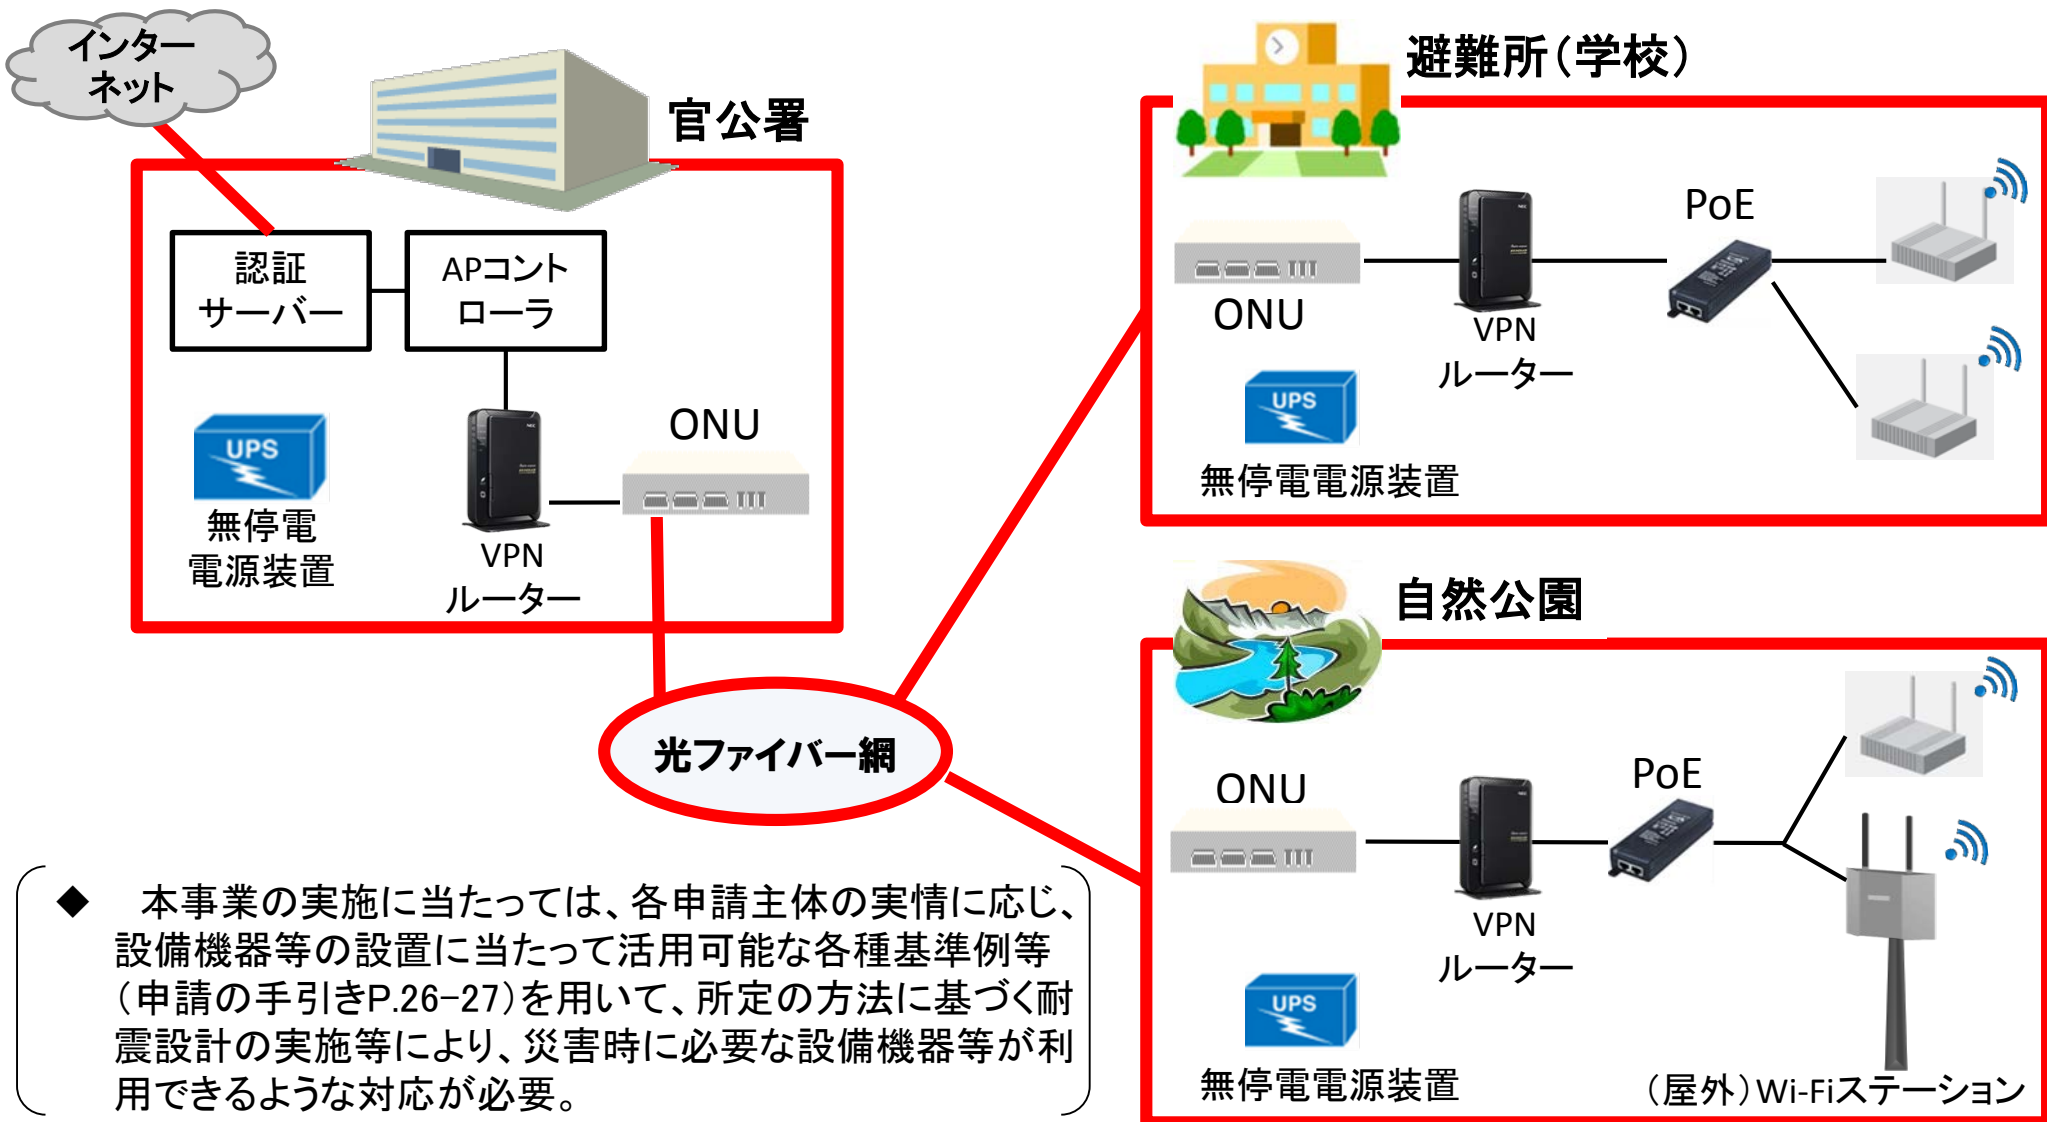 インター
ネット
官公署
認証
サーバー
APコント
ローラ
UPS
無停電
電源装置
VPN
ルーター
ONU
光ファイバー網
避難所（学校）
ONU
VPN
ルーター
PoE
UPS
無停電電源装置
自然公園
ONU
VPN
ルーター
PoE
UPS
無停電電源装置
（屋外）Wi-Fiステーション
◆　本事業の実施に当たっては、各申請主体の実情に応じ、
設備機器等の設置に当たって活用可能な各種基準例等
（申請の手引きP.26−27）を用いて、所定の方法に基づく耐
震設計の実施等により、災害時に必要な設備機器等が利
用できるような対応が必要。